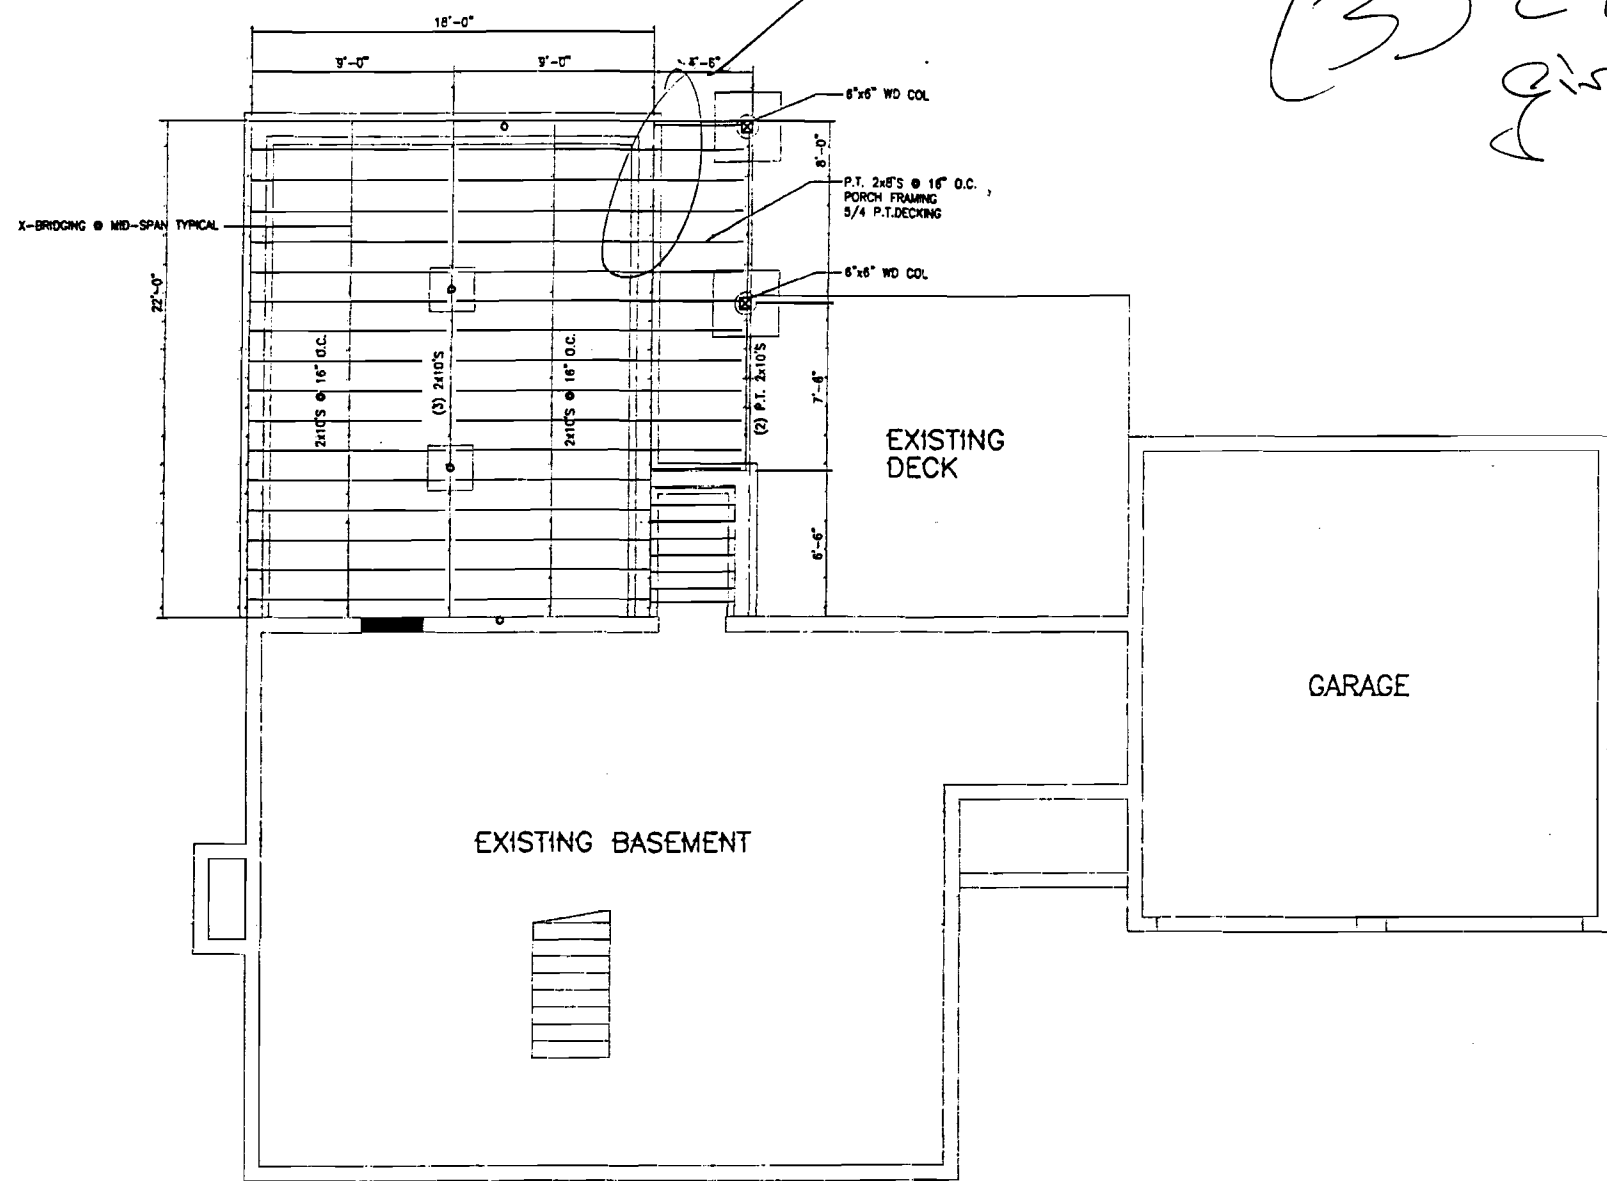 18'-0"
9'-0"
9'-0"
4'-6"
(3)
6"x6" WD COL
8'-0"
P.T. 2x8'S @ 16" O.C.
PORCH FRAMING
5/4 P.T.DECKING
X-BRIDGING @ MID-SPAN TYPICAL
6"x6" WD COL
22'-0"
2x10'S @ 16" O.C.
(3) 2x10'S
2x10'S @ 16" O.C.
(2) P.T. 2x10'S
7'-6"
EXISTING
DECK
6'-6"
GARAGE
EXISTING BASEMENT